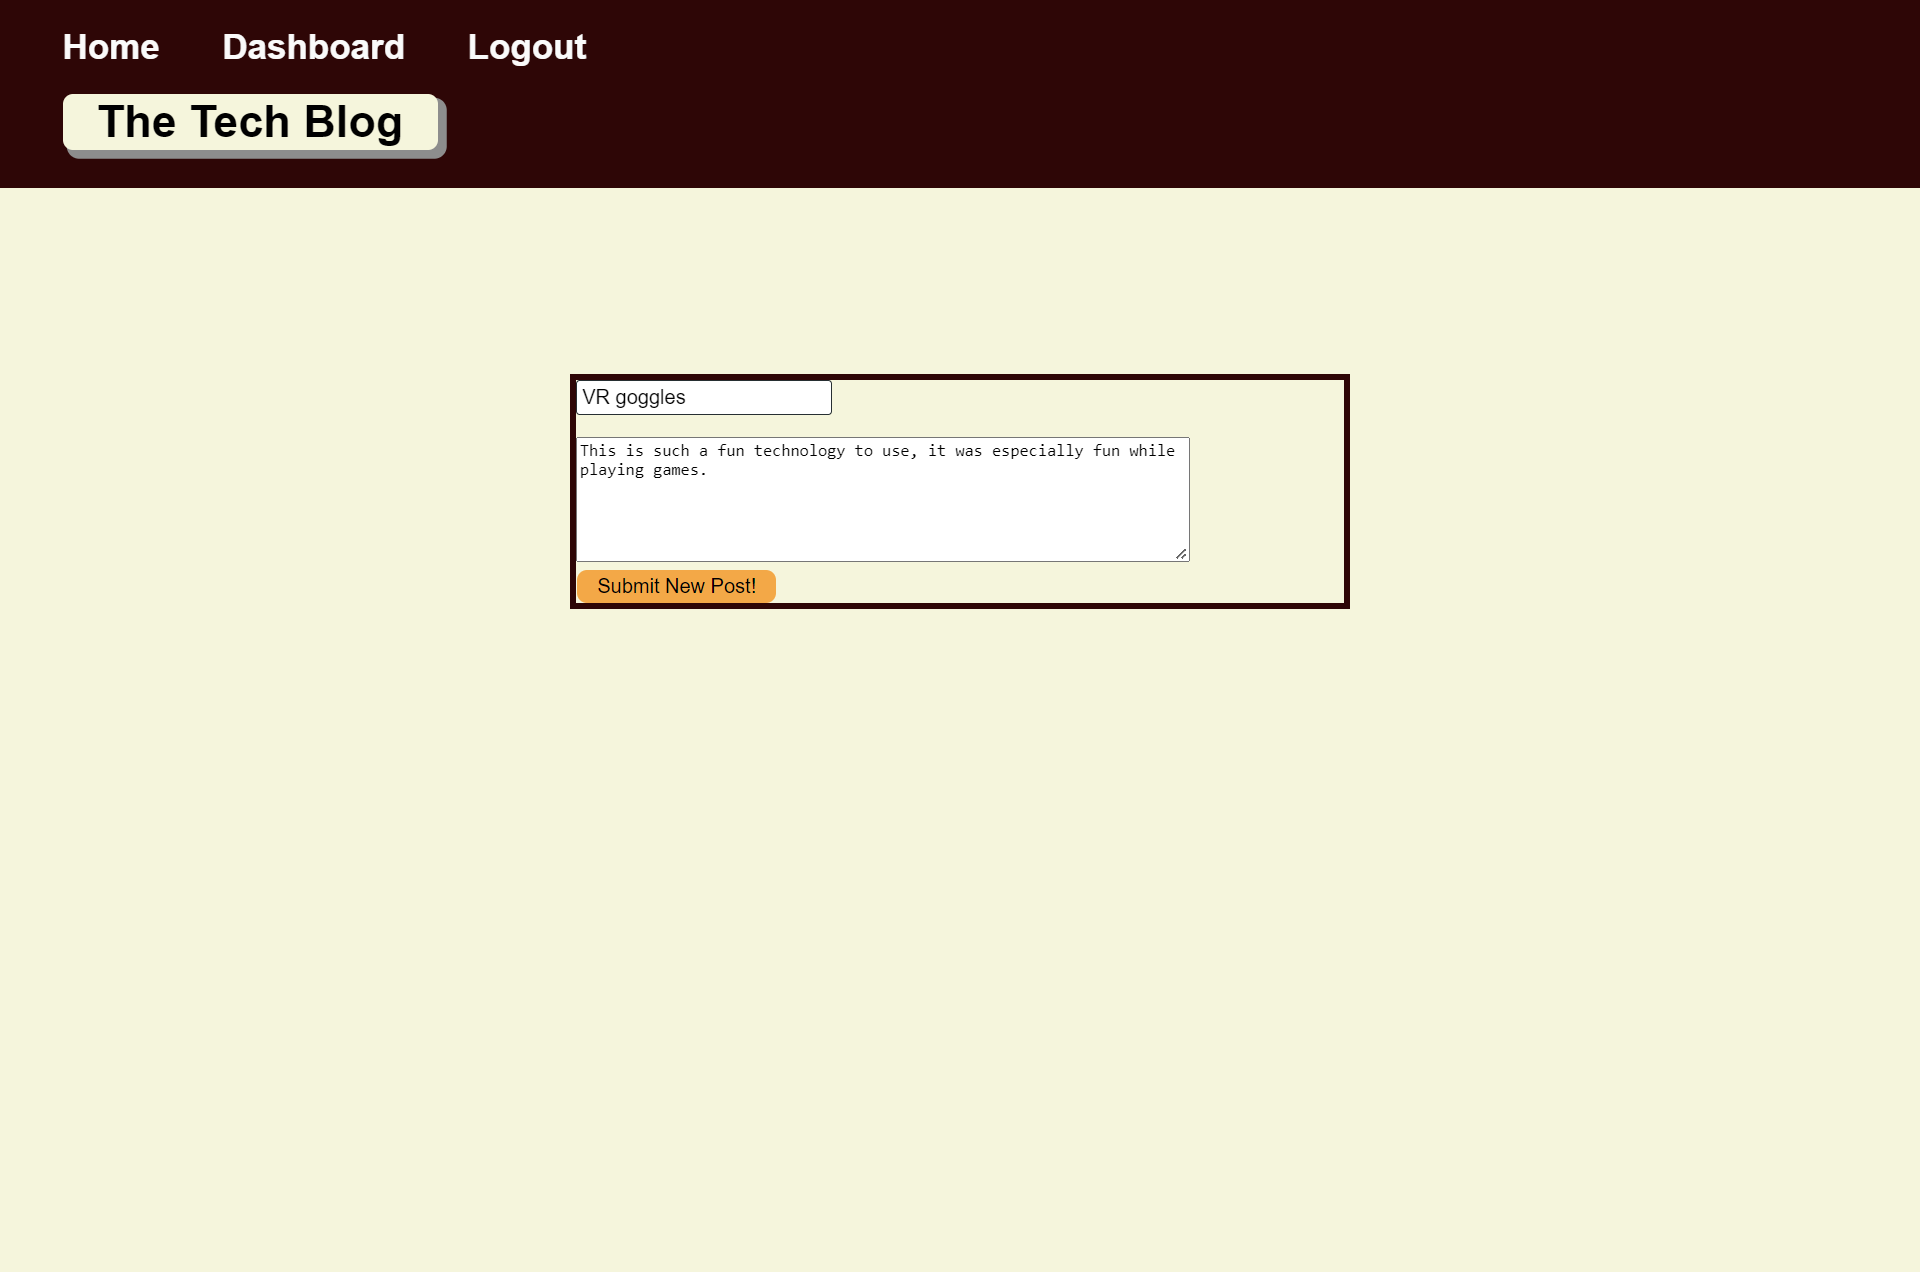 Home Dashboard Logout
The Tech Blog
VR goggles
This is such a fun technology to use, it was especially fun while
playing games.
Submit New Post!